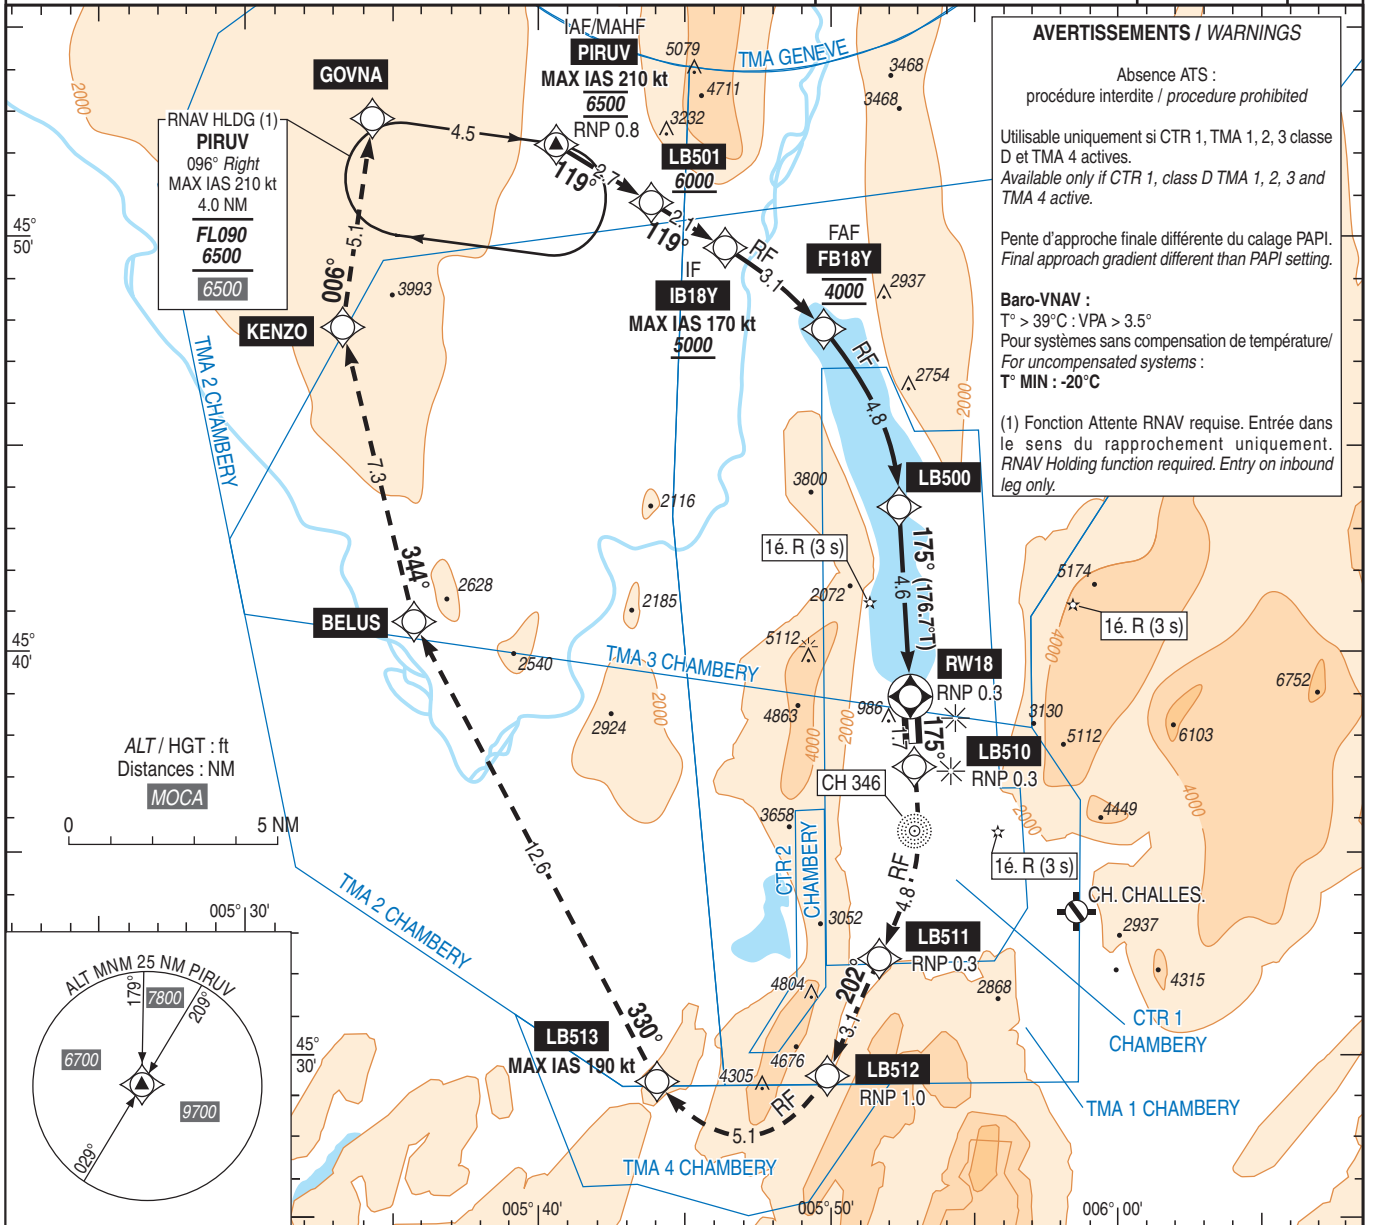 IAF/MAHF
PIRUV
MAX IAS 210 kt
6500
RNP 0.8
5079
4711
3232
TMA GENEVE
3468
3468
GOVNA
2000
RNAV HLDG (1)
PIRUV
096° Right
MAX IAS 210 kt
4.0 NM
FL090
6500
6500
4.5
119°
2.7
LB501
6000
2.1
119°
RF
3.1
IF
IB18Y
MAX IAS 170 kt
5000
FAF
FB18Y
4000
2937
2754
2000
RF
4.8
45°
50'
5.1
006°
3993
KENZO
TMA 2 CHAMBERY
7.3
344°
2628
BELUS
2540
2116
2185
2924
2000
TMA 3 CHAMBERY
3800
1é. R (3 s)
2072
5112
4863
4000
2000
986
LB500
175° (176.7°T)
4.6
RW18
RNP 0.3
1.7
175°
LB510
RNP 0.3
CH 346
5174
1é. R (3 s)
4000
3130
5112
6752
6103
4000
2000
4449
1é. R (3 s)
CH. CHALLES.
2937
4315
45°
40'
ALT / HGT : ft
Distances : NM
MOCA
0
5 NM
12.6
3658
CTR 2
CHAMBERY
3052
RF
4.8
LB511
RNP 0.3
2868
202°
3.1
4804
4676
4305
LB512
RNP 1.0
RF
5.1
CTR 1
CHAMBERY
TMA 1 CHAMBERY
TMA 2 CHAMBERY
330°
LB513
MAX IAS 190 kt
45°
30'
TMA 4 CHAMBERY
005° 30'
005° 40'
005° 50'
006° 00'
ALT MNM 25 NM PIRUV
179°
7800
209°
6700
9700
029°
AVERTISSEMENTS / WARNINGS
Absence ATS :
procédure interdite / procedure prohibited
Utilisable uniquement si CTR 1, TMA 1, 2, 3 classe
D et TMA 4 actives.
Available only if CTR 1, class D TMA 1, 2, 3 and
TMA 4 active.
Pente d'approche finale différente du calage PAPI.
Final approach gradient different than PAPI setting.
Baro-VNAV :
T° > 39°C : VPA > 3.5°
Pour systèmes sans compensation de température/
For uncompensated systems :
T° MIN : -20°C
(1) Fonction Attente RNAV requise. Entrée dans
le sens du rapprochement uniquement.
RNAV Holding function required. Entry on inbound
leg only.